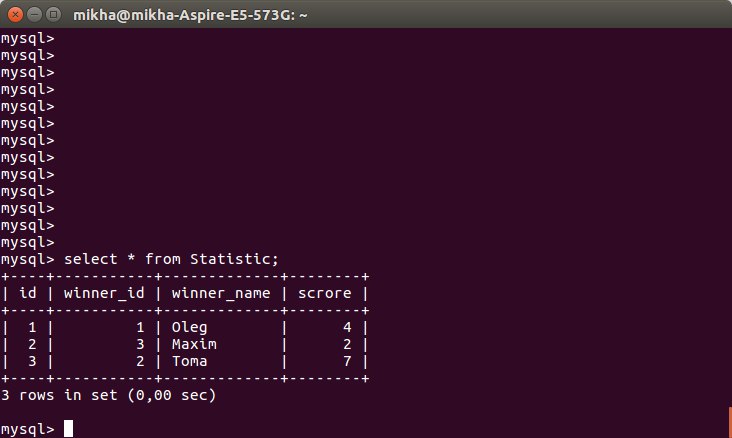 mikha@mikha-Aspire-E5-573G: ~
mysql>
mysql>
mysql>
mysql>
mysql>
mysql>
mysql>
mysql>
mysql>
mysql>
mysql>
mysql>
mysql>
mysql> select * from Statistic;
+----+-----------+-------------+--------+
| id | winner_id | winner_name | scrore |
+----+-----------+-------------+--------+
|  1 |         1 | Oleg        |      4 |
|  2 |         3 | Maxim       |      2 |
|  3 |         2 | Toma        |      7 |
+----+-----------+-------------+--------+
3 rows in set (0,00 sec)
mysql>